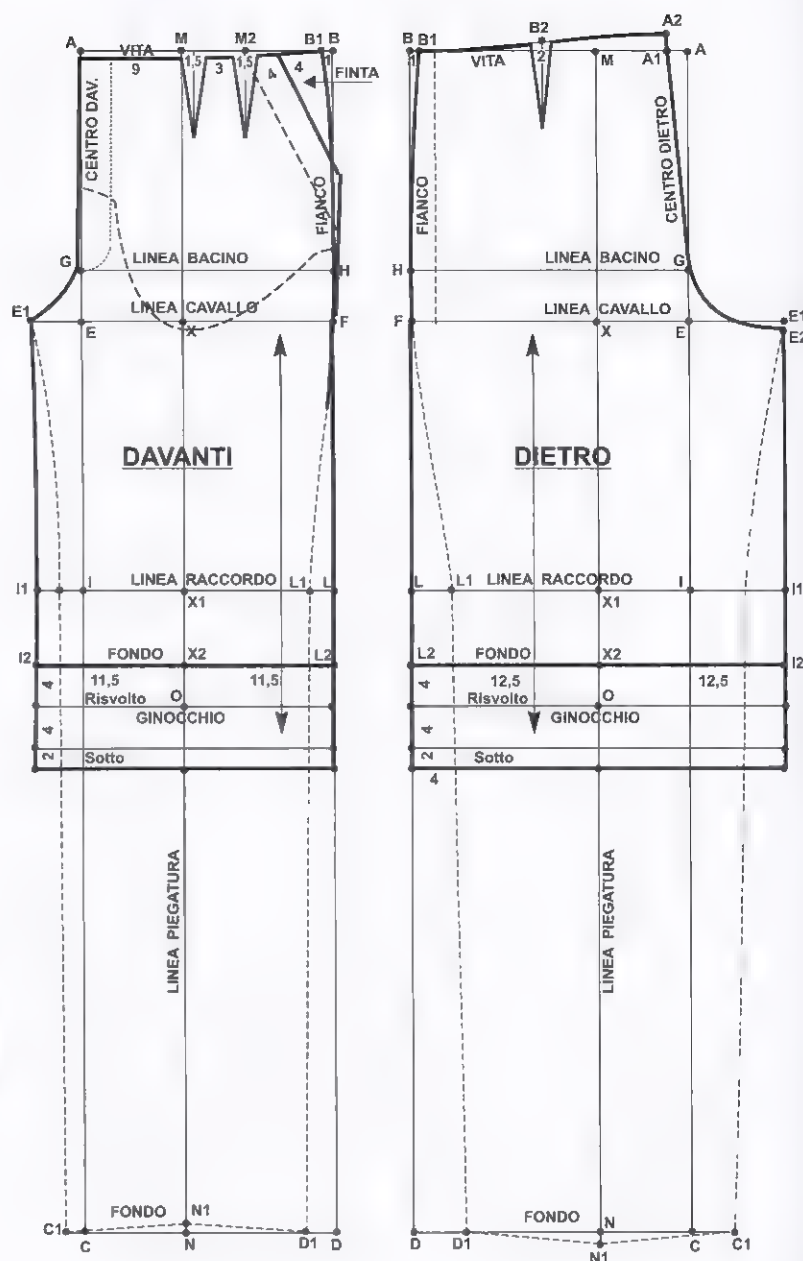 A VITA M M2 B1 B
9 1,5 3 1,5 4 4 1 FINTA
CENTRO DAV.
FIANCO
G LINEA BACINO H
E1 LINEA CAVALLO F
E X
DAVANTI
I1 I LINEA RACCORDO L1 L
X1
I2 FONDO X2 L2
4 11,5 11,5
Risvolto O
4 GINOCCHIO
2 Sotto
LINEA PIEGATURA
FONDO N1
C1 C N D1 D
A2
B B1 B2 A
1 VITA 2 M A1
FIANCO
CENTRO DIETRO
H LINEA BACINO G
F LINEA CAVALLO E1
X E E2
DIETRO
L L1 LINEA RACCORDO I I1
X1
L2 FONDO X2 I2
4 12,5 12,5
Risvolto O
4 GINOCCHIO
2 Sotto
4
LINEA PIEGATURA
FONDO N
D D1 N1 C C1